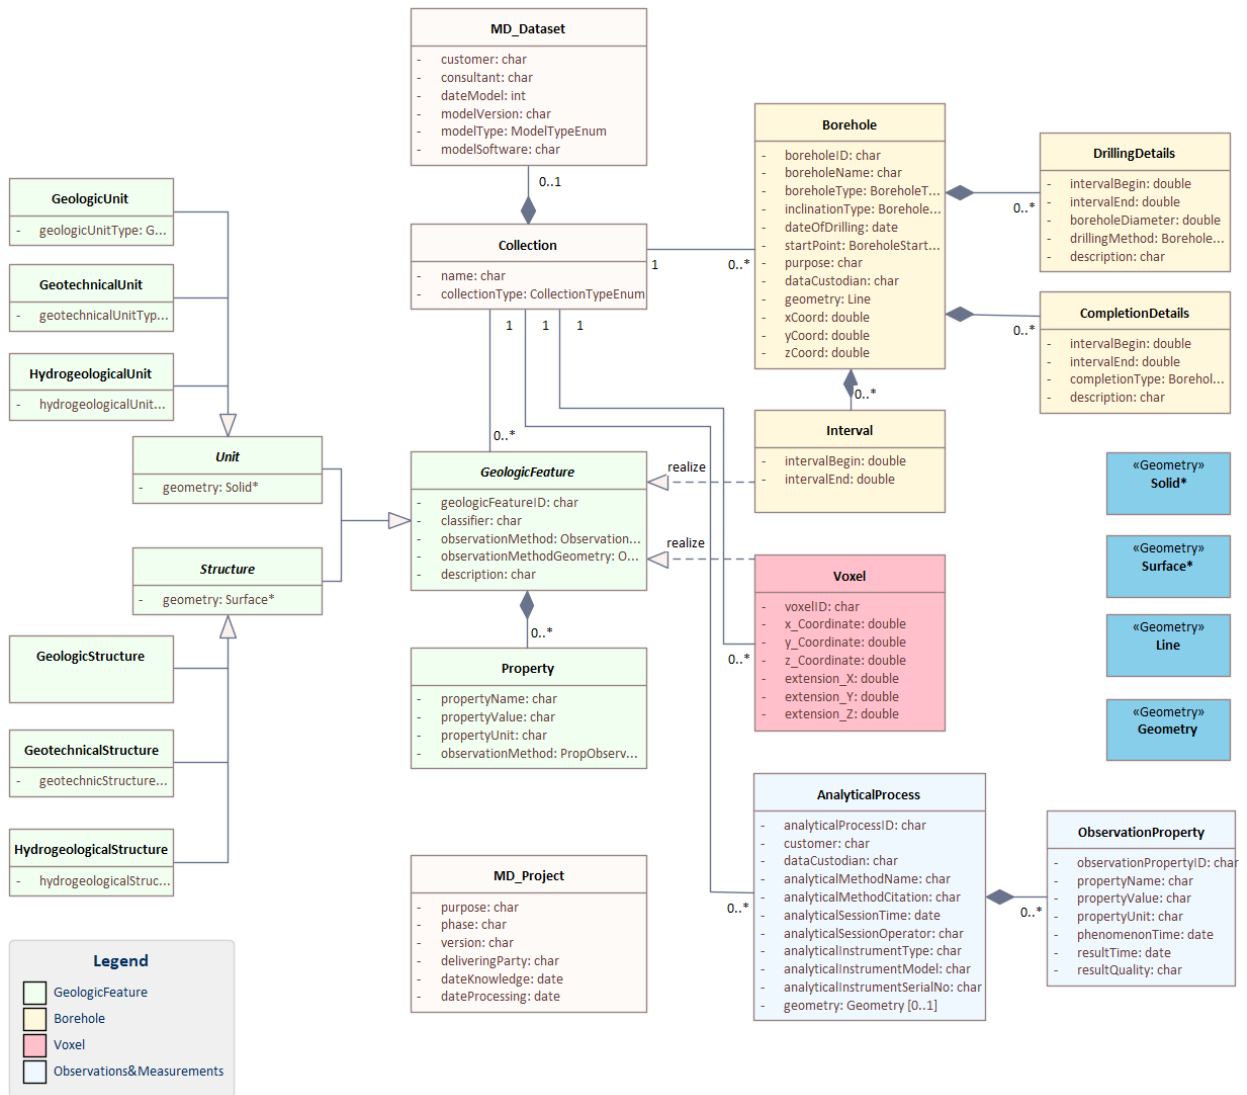 MD_Dataset
- customer: char
- consultant: char
- dateModel: int
- modelVersion: char
- modelType: ModelTypeEnum
- modelSoftware: char
0..1
Collection
- name: char
- collectionType: CollectionTypeEnum
1
0..*
1
1
1
0..*
Borehole
- boreholeID: char
- boreholeName: char
- boreholeType: BoreholeT...
- inclinationType: Borehole...
- dateOfDrilling: date
- startPoint: BoreholeStart...
- purpose: char
- dataCustodian: char
- geometry: Line
- xCoord: double
- yCoord: double
- zCoord: double
0..*
DrillingDetails
- intervalBegin: double
- intervalEnd: double
- boreholeDiameter: double
- drillingMethod: Borehole...
- description: char
0..*
CompletionDetails
- intervalBegin: double
- intervalEnd: double
- completionType: Borehol...
- description: char
0..*
Interval
- intervalBegin: double
- intervalEnd: double
GeologicUnit
- geologicUnitType: G...
GeotechnicalUnit
- geotechnicalUnitTyp...
HydrogeologicalUnit
- hydrogeologicalUnit...
Unit
- geometry: Solid*
Structure
- geometry: Surface*
GeologicStructure
GeotechnicalStructure
- geotechnicStructure...
HydrogeologicalStructure
- hydrogeologicalStruc...
GeologicFeature
- geologicFeatureID: char
- classifier: char
- observationMethod: Observation...
- observationMethodGeometry: O...
- description: char
realize
realize
0..*
Property
- propertyName: char
- propertyValue: char
- propertyUnit: char
- observationMethod: PropObserv...
Voxel
- voxelID: char
- x_Coordinate: double
- y_Coordinate: double
- z_Coordinate: double
- extension_X: double
- extension_Y: double
- extension_Z: double
0..*
«Geometry»
Solid*
«Geometry»
Surface*
«Geometry»
Line
«Geometry»
Geometry
MD_Project
- purpose: char
- phase: char
- version: char
- deliveringParty: char
- dateKnowledge: date
- dateProcessing: date
AnalyticalProcess
- analyticalProcessID: char
- customer: char
- dataCustodian: char
- analyticalMethodName: char
- analyticalMethodCitation: char
- analyticalSessionTime: date
- analyticalSessionOperator: char
- analyticalInstrumentType: char
- analyticalInstrumentModel: char
- analyticalInstrumentSerialNo: char
- geometry: Geometry [0..1]
0..*
0..*
ObservationProperty
- observationPropertyID: char
- propertyName: char
- propertyValue: char
- propertyUnit: char
- phenomenonTime: date
- resultTime: date
- resultQuality: char
Legend
GeologicFeature
Borehole
Voxel
Observations&Measurements